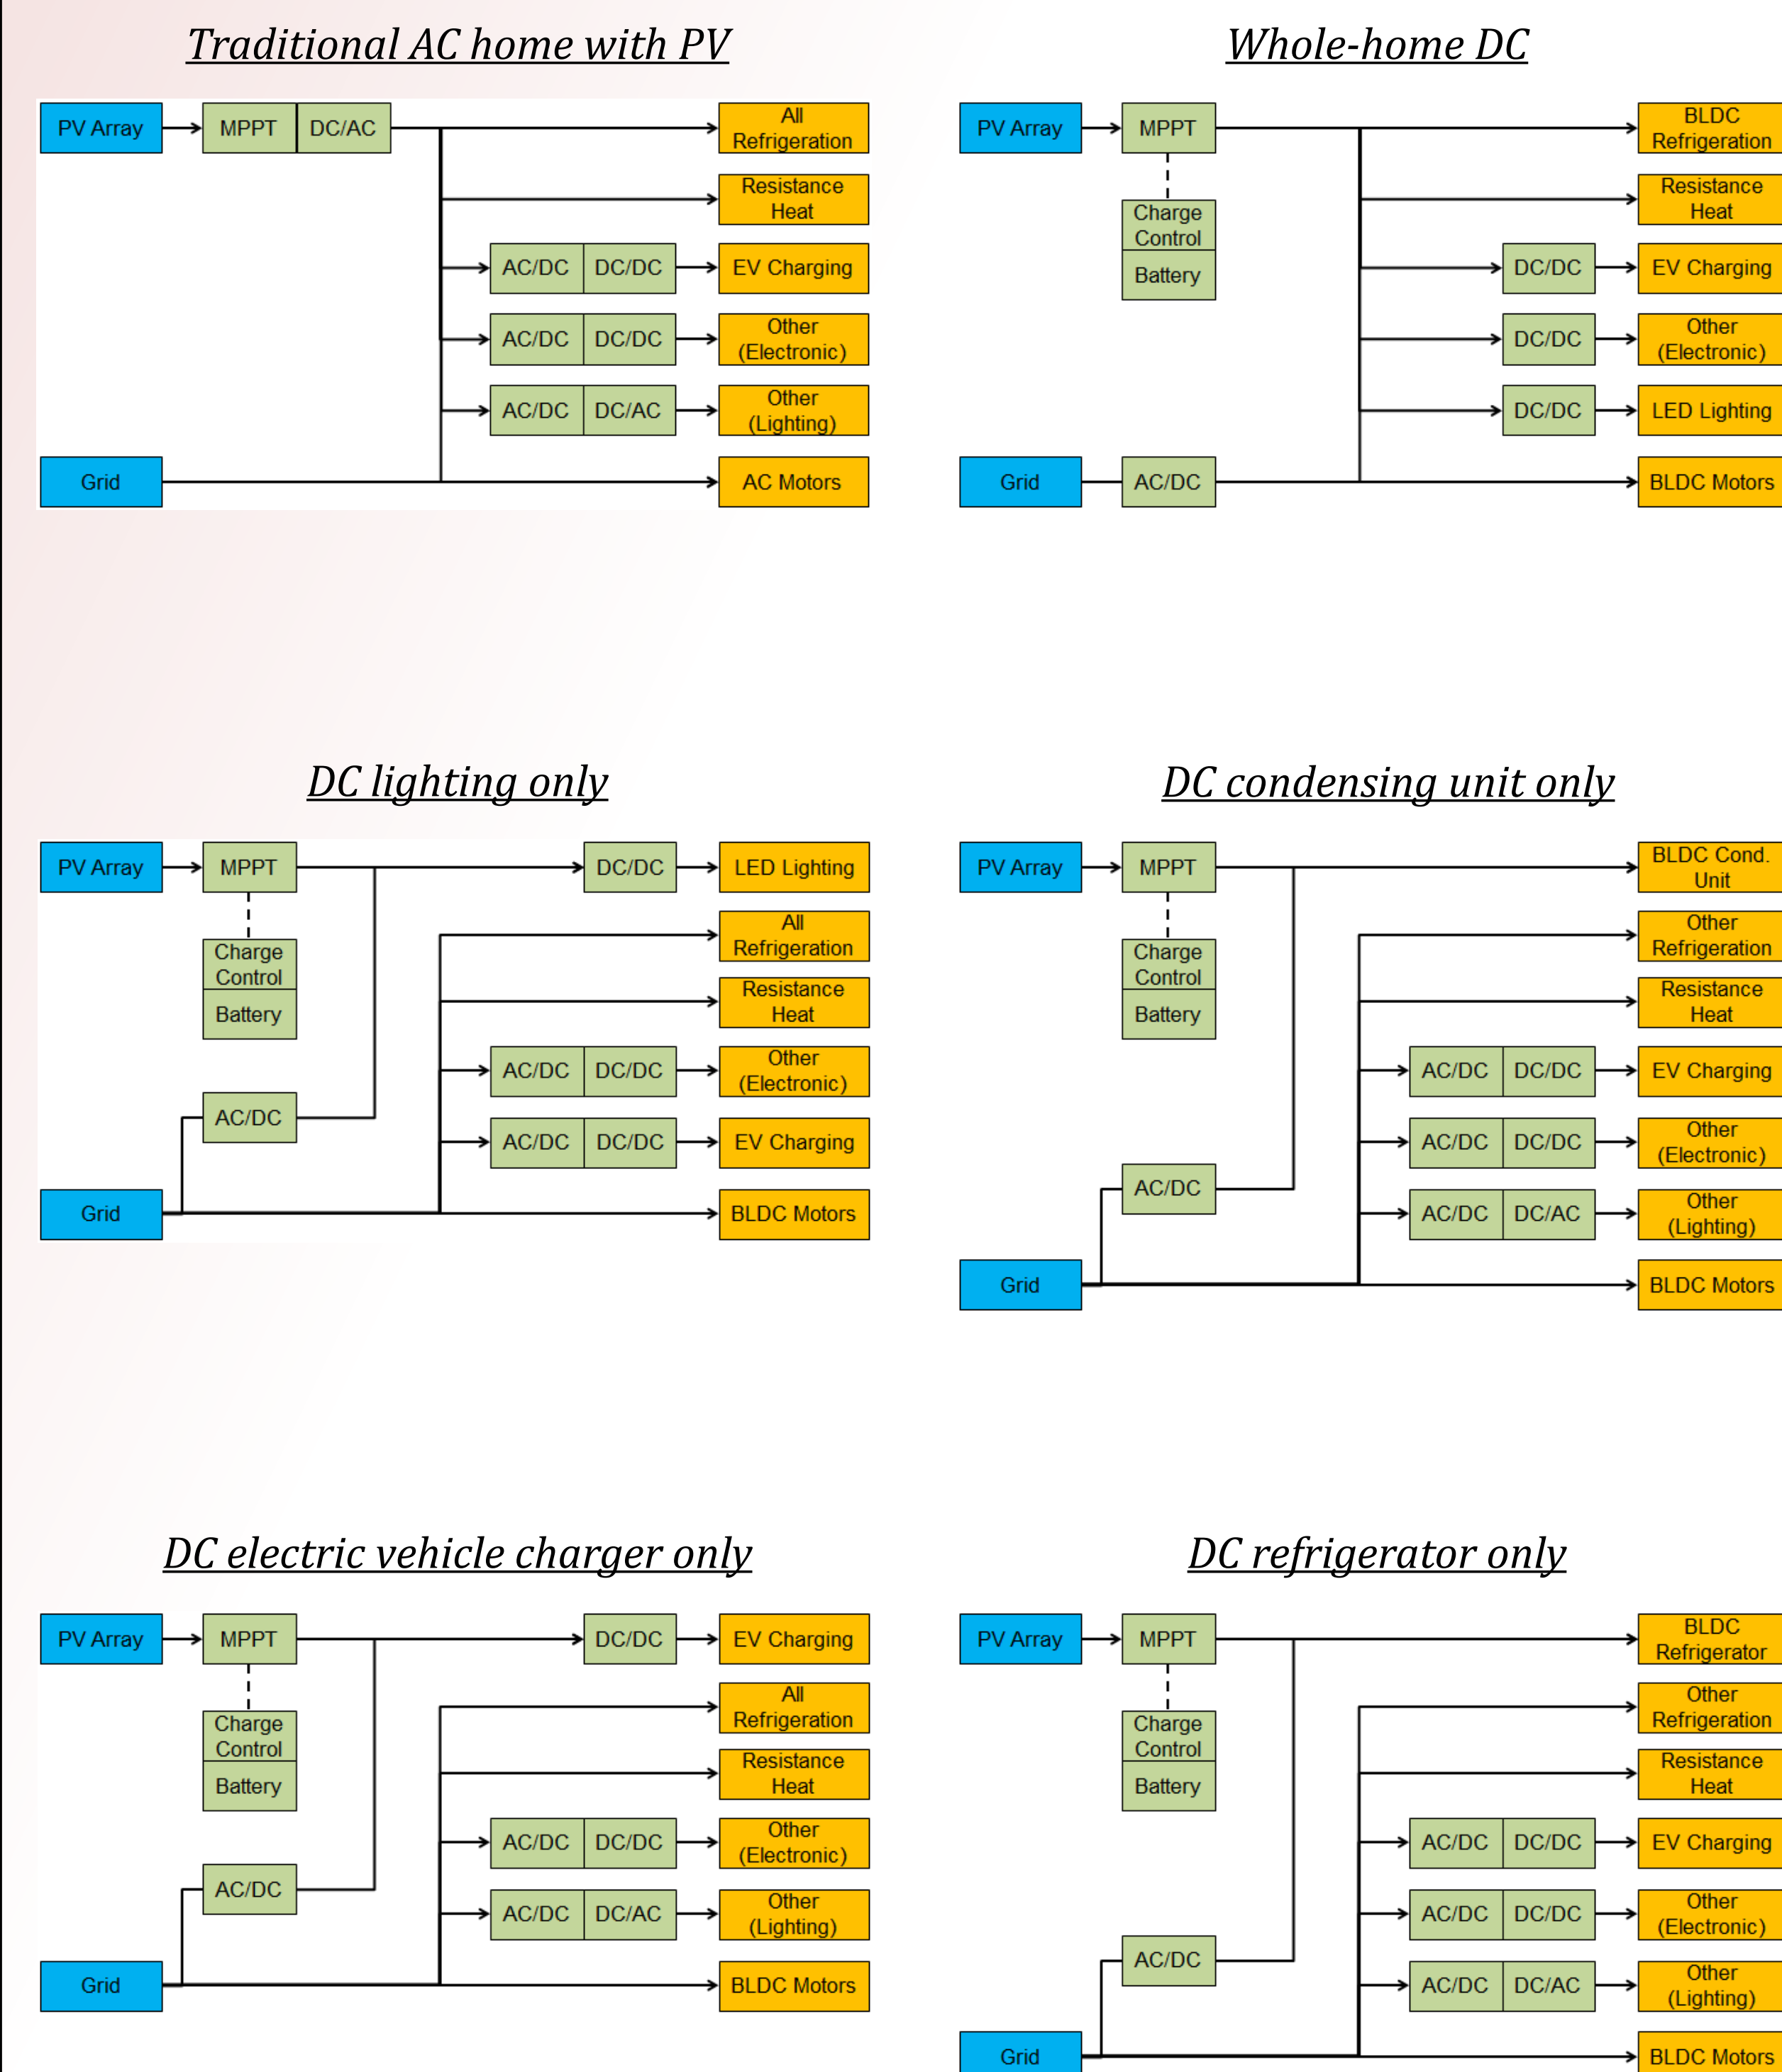 Traditional AC home with PV
PV Array
MPPT
DC/AC
All
Refrigeration
Resistance
Heat
AC/DC
DC/DC
EV Charging
AC/DC
DC/DC
Other
(Electronic)
AC/DC
DC/AC
Other
(Lighting)
Grid
AC Motors
Whole-home DC
PV Array
MPPT
BLDC
Refrigeration
Charge
Control
Battery
Resistance
Heat
DC/DC
EV Charging
DC/DC
Other
(Electronic)
DC/DC
LED Lighting
Grid
AC/DC
BLDC Motors
DC lighting only
PV Array
MPPT
DC/DC
LED Lighting
Charge
Control
Battery
All
Refrigeration
Resistance
Heat
AC/DC
DC/DC
Other
(Electronic)
AC/DC
AC/DC
DC/DC
EV Charging
Grid
BLDC Motors
DC condensing unit only
PV Array
MPPT
BLDC Cond.
Unit
Charge
Control
Battery
Other
Refrigeration
Resistance
Heat
AC/DC
DC/DC
EV Charging
AC/DC
DC/DC
Other
(Electronic)
AC/DC
AC/DC
DC/AC
Other
(Lighting)
Grid
BLDC Motors
DC electric vehicle charger only
PV Array
MPPT
DC/DC
EV Charging
Charge
Control
Battery
All
Refrigeration
Resistance
Heat
AC/DC
DC/DC
Other
(Electronic)
AC/DC
AC/DC
DC/AC
Other
(Lighting)
Grid
BLDC Motors
DC refrigerator only
PV Array
MPPT
BLDC
Refrigerator
Charge
Control
Battery
Other
Refrigeration
Resistance
Heat
AC/DC
DC/DC
EV Charging
AC/DC
DC/DC
Other
(Electronic)
AC/DC
AC/DC
DC/AC
Other
(Lighting)
Grid
BLDC Motors